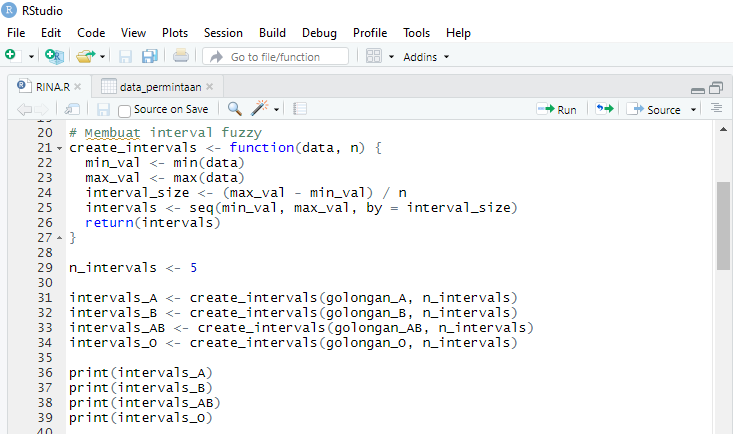 RStudio
File Edit Code View Plots Session Build Debug Profile Tools Help
Go to file/function Addins
RINA.R data_permintaan
Source on Save Run Source
20 # Membuat interval fuzzy
21 create_intervals <- function(data, n) {
22   min_val <- min(data)
23   max_val <- max(data)
24   interval_size <- (max_val - min_val) / n
25   intervals <- seq(min_val, max_val, by = interval_size)
26   return(intervals)
27 }
28
29 n_intervals <- 5
30
31 intervals_A <- create_intervals(golongan_A, n_intervals)
32 intervals_B <- create_intervals(golongan_B, n_intervals)
33 intervals_AB <- create_intervals(golongan_AB, n_intervals)
34 intervals_O <- create_intervals(golongan_O, n_intervals)
35
36 print(intervals_A)
37 print(intervals_B)
38 print(intervals_AB)
39 print(intervals_O)
40